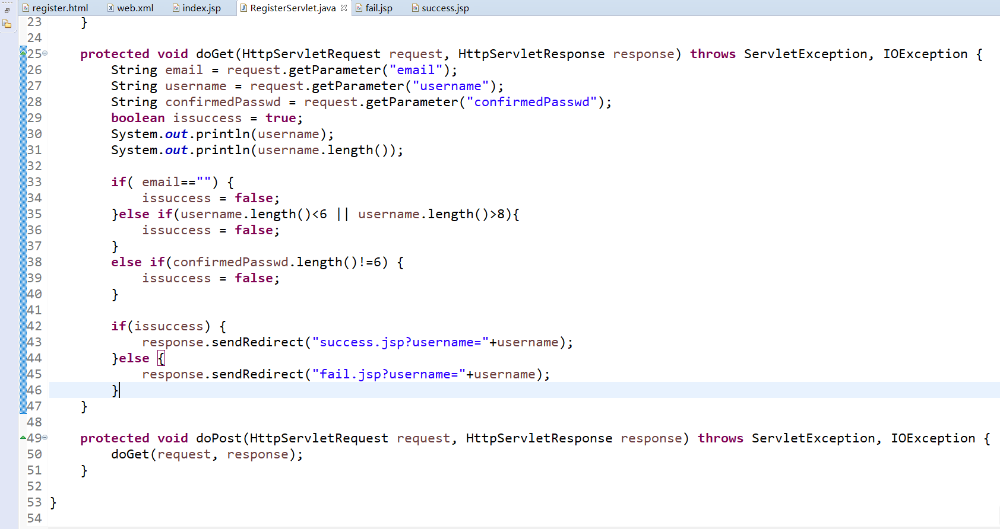 register.html web.xml index.jsp RegisterServlet.java fail.jsp success.jsp
23 }
24
25 protected void doGet(HttpServletRequest request, HttpServletResponse response) throws ServletException, IOException {
26 String email = request.getParameter("email");
27 String username = request.getParameter("username");
28 String confirmedPasswd = request.getParameter("confirmedPasswd");
29 boolean issuccess = true;
30 System.out.println(username);
31 System.out.println(username.length());
32
33 if( email=="") {
34 issuccess = false;
35 }else if(username.length()<6 || username.length()>8){
36 issuccess = false;
37 }
38 else if(confirmedPasswd.length()!=6) {
39 issuccess = false;
40 }
41
42 if(issuccess) {
43 response.sendRedirect("success.jsp?username="+username);
44 }else {
45 response.sendRedirect("fail.jsp?username="+username);
46 }
47 }
48
49 protected void doPost(HttpServletRequest request, HttpServletResponse response) throws ServletException, IOException {
50 doGet(request, response);
51 }
52
53 }
54